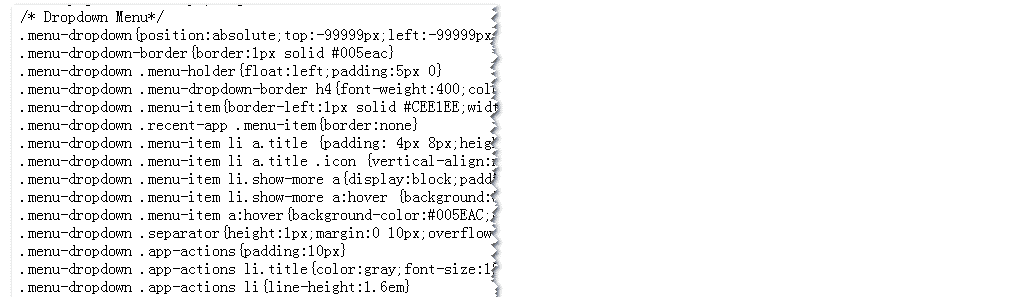 /* Dropdown Menu*/
.menu-dropdown{position:absolute;top:-99999px;left:-99999px
.menu-dropdown-border{border:1px solid #005eac}
.menu-dropdown .menu-holder{float:left;padding:5px 0}
.menu-dropdown .menu-dropdown-border h4{font-weight:400;col
.menu-dropdown .menu-item{border-left:1px solid #CEE1EE;widt
.menu-dropdown .recent-app .menu-item{border:none}
.menu-dropdown .menu-item li a.title {padding: 4px 8px;heig
.menu-dropdown .menu-item li a.title .icon {vertical-align:
.menu-dropdown .menu-item li.show-more a{display:block;padd
.menu-dropdown .menu-item li.show-more a:hover {background:
.menu-dropdown .menu-item a:hover{background-color:#005EAC;
.menu-dropdown .separator{height:1px;margin:0 10px;overflow
.menu-dropdown .app-actions{padding:10px}
.menu-dropdown .app-actions li.title{color:gray;font-size:1
.menu-dropdown .app-actions li{line-height:1.6em}